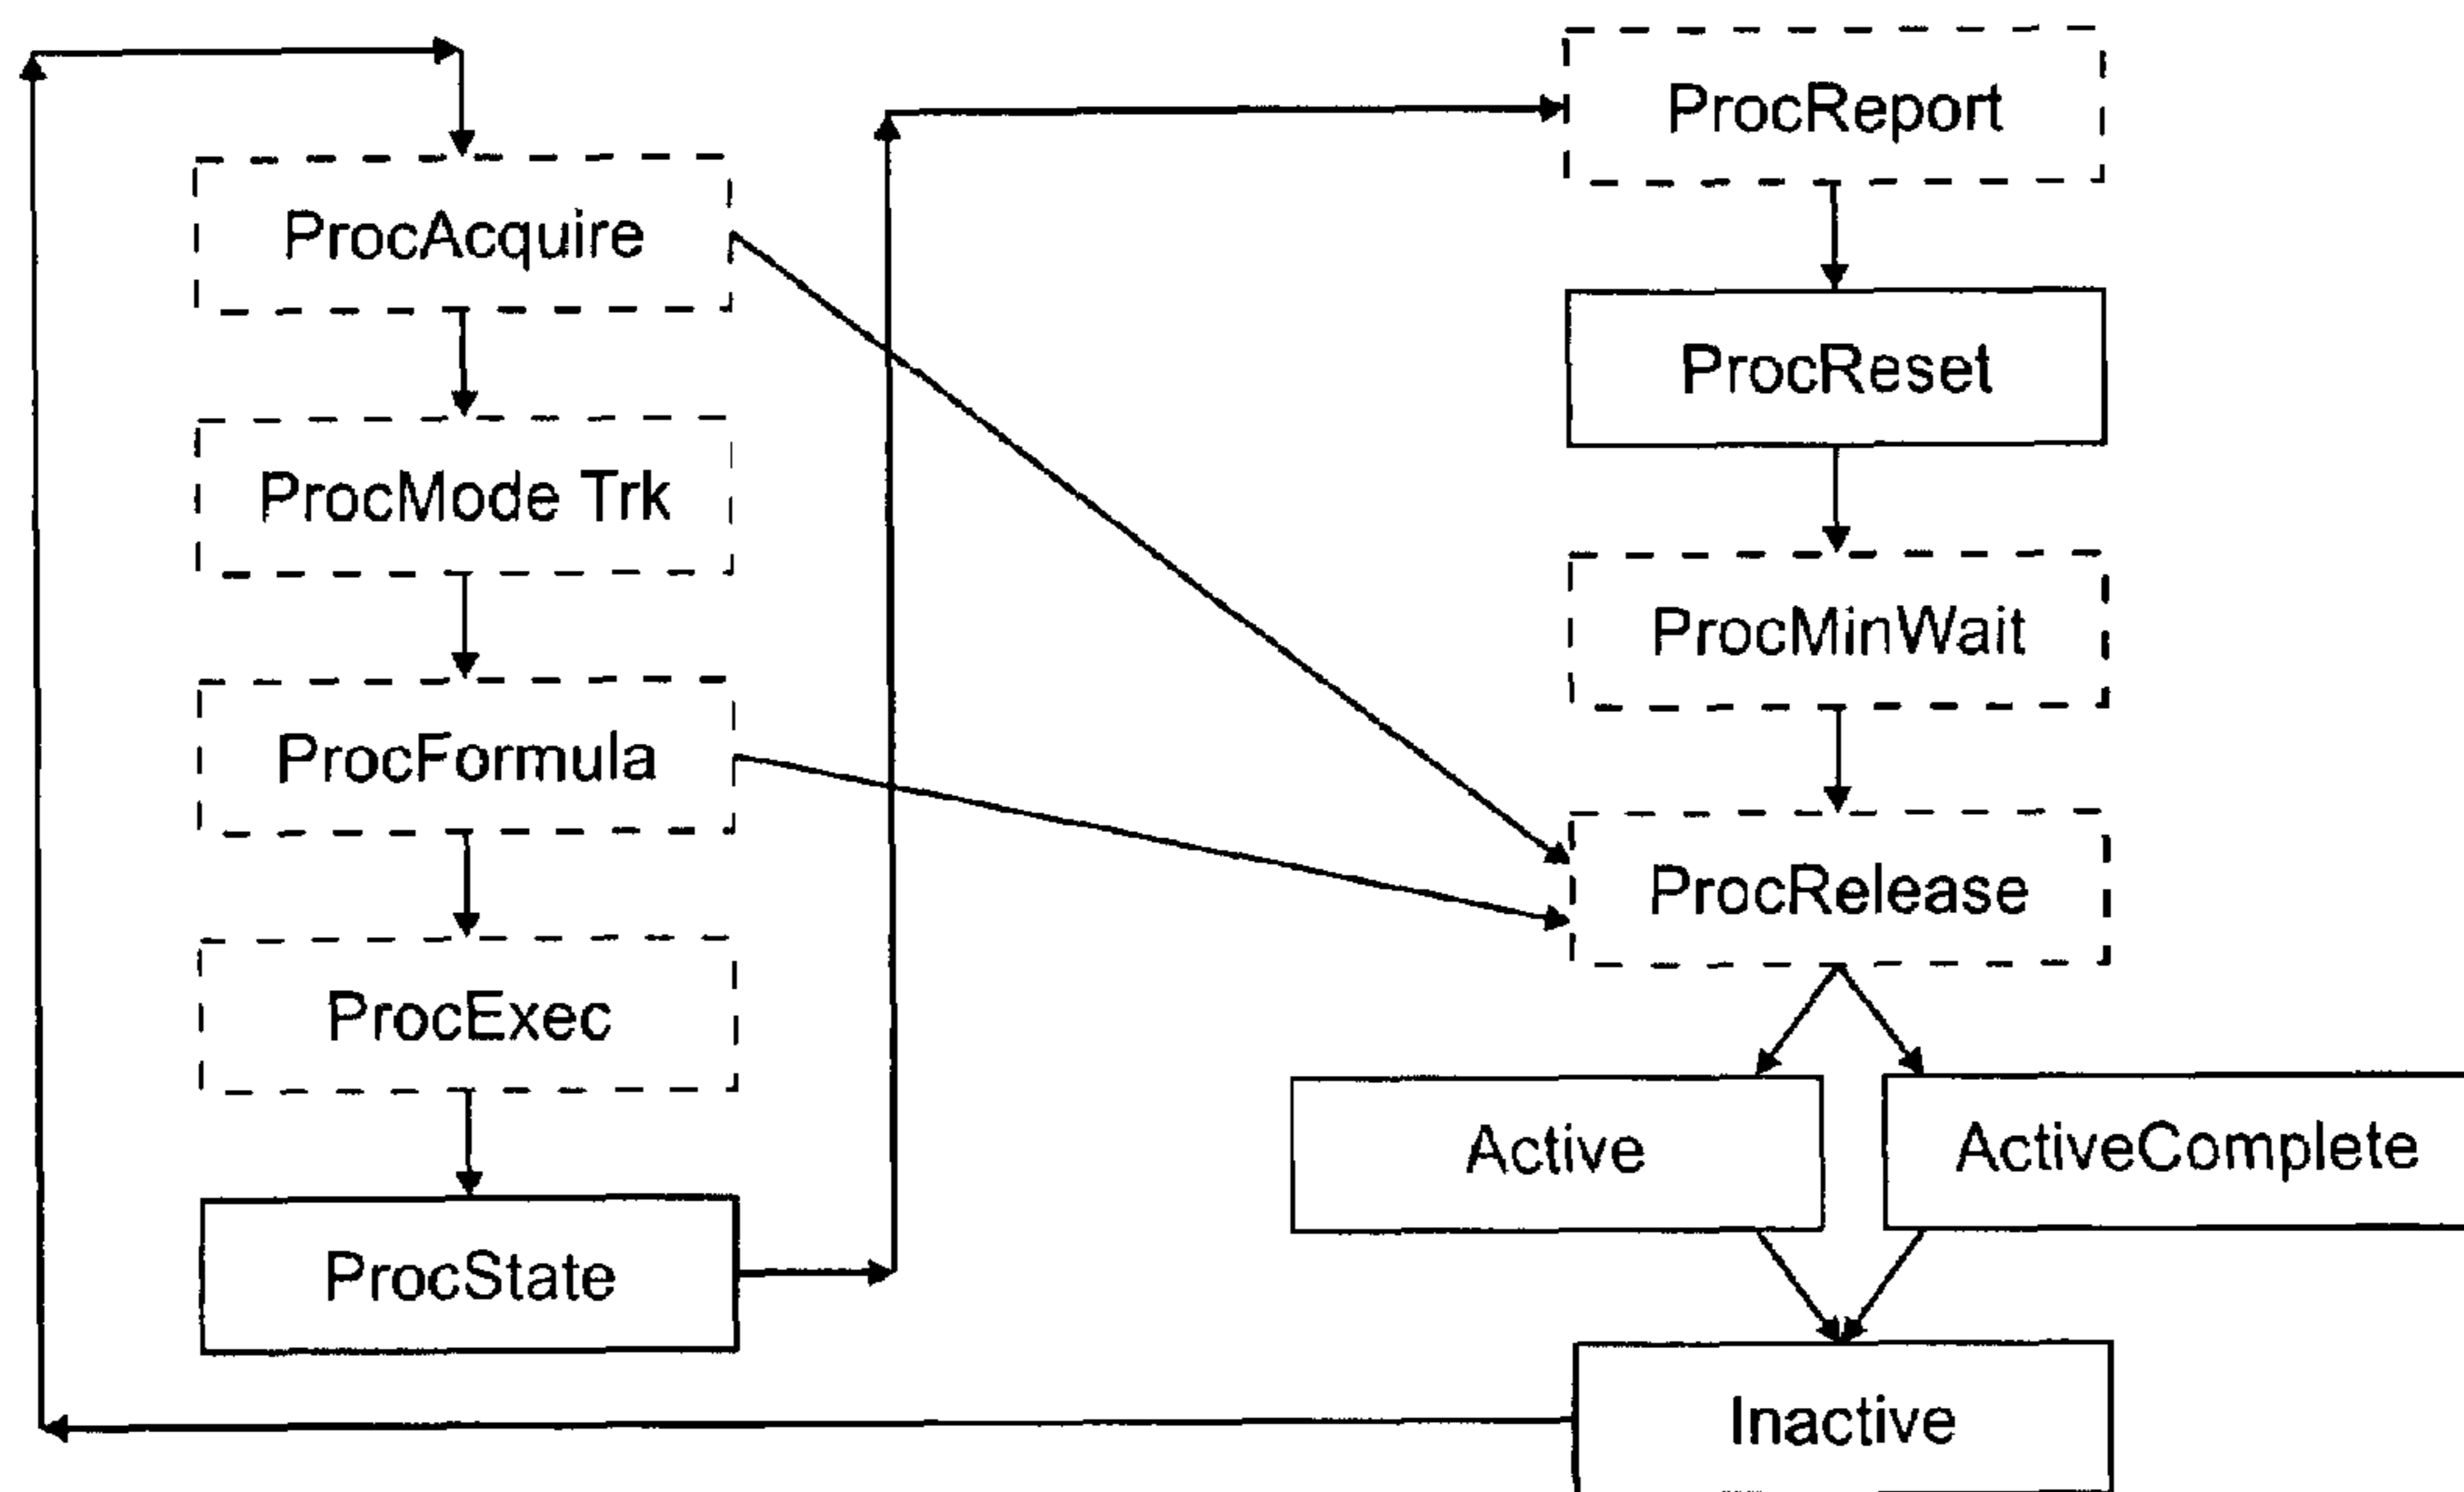 ProcAcquire
ProcMode Trk
ProcFormula
ProcExec
ProcState
ProcReport
ProcReset
ProcMinWait
ProcRelease
Active
ActiveComplete
Inactive